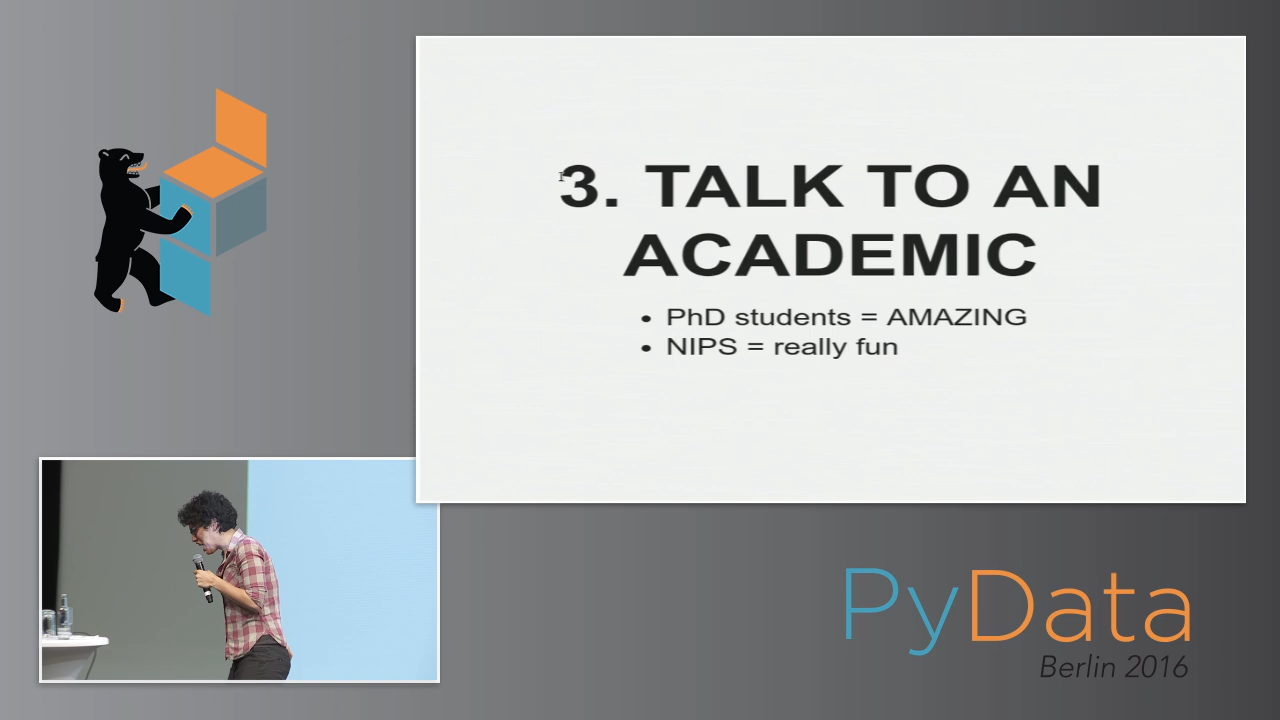 3. TALK TO AN
ACADEMIC
• PhD students = AMAZING
• NIPS = really fun
PyData
Berlin 2016